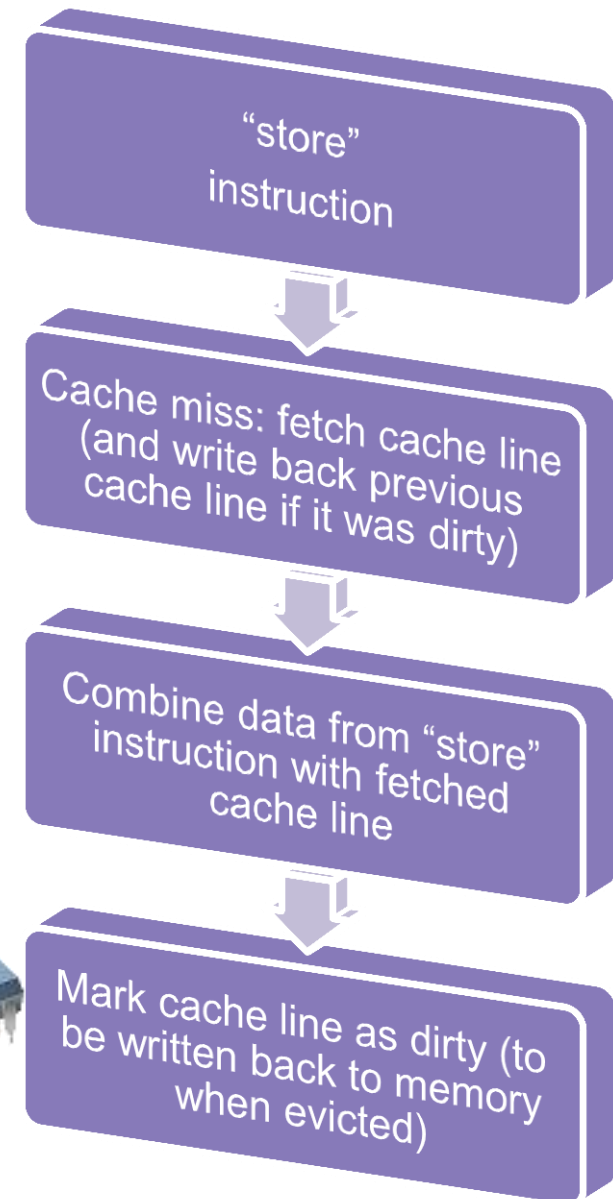 “store”
instruction
Cache miss: fetch cache line
(and write back previous
cache line if it was dirty)
Combine data from “store”
instruction with fetched
cache line
Mark cache line as dirty (to
be written back to memory
when evicted)